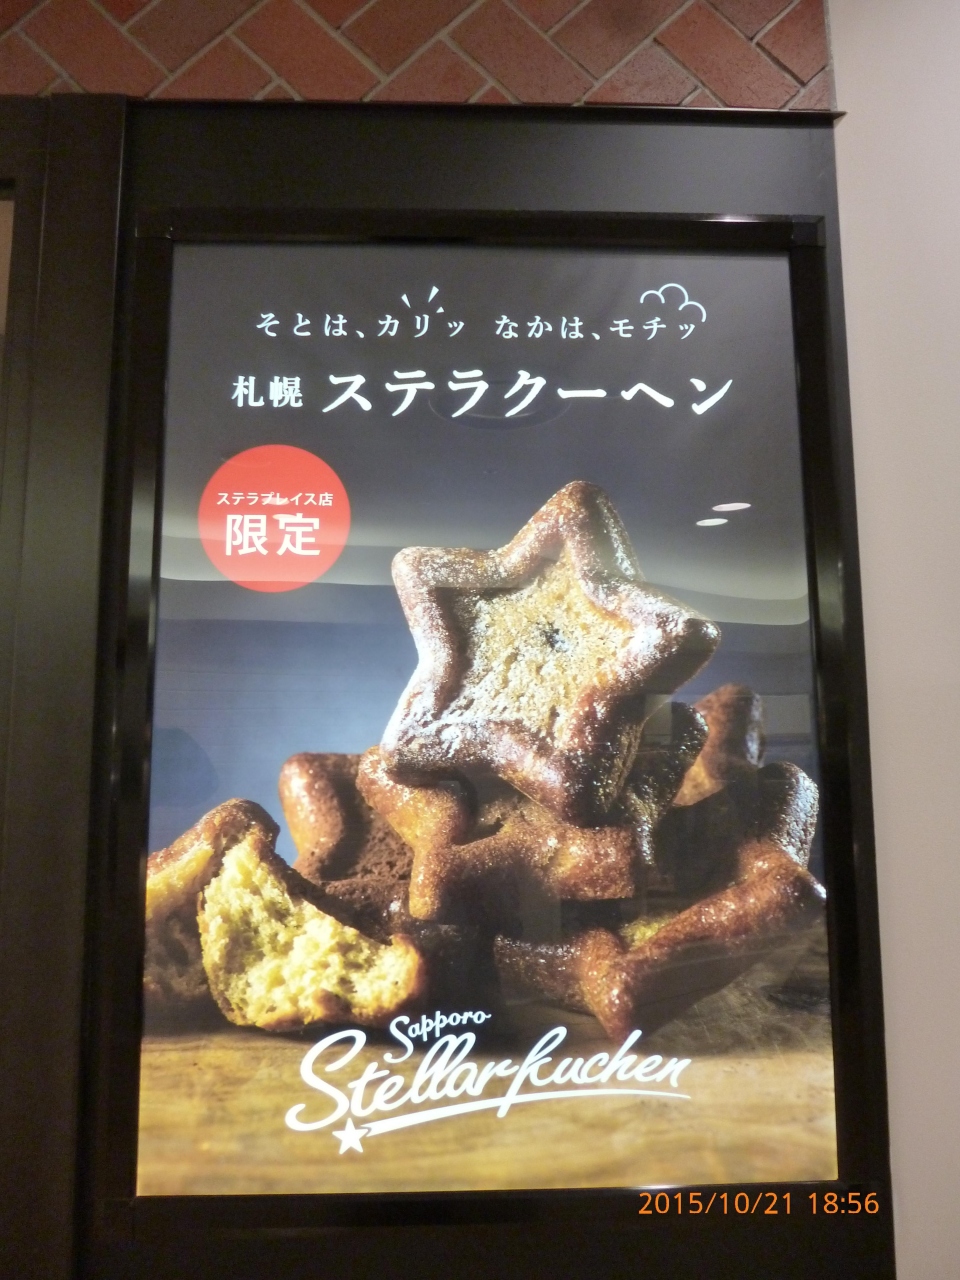 そとは、カリッ なかは、モチッ
札幌 ステラクーヘン
ステラプレイス店
限定
Sapporo
Stellarkuchen
2015/10/21 18:56